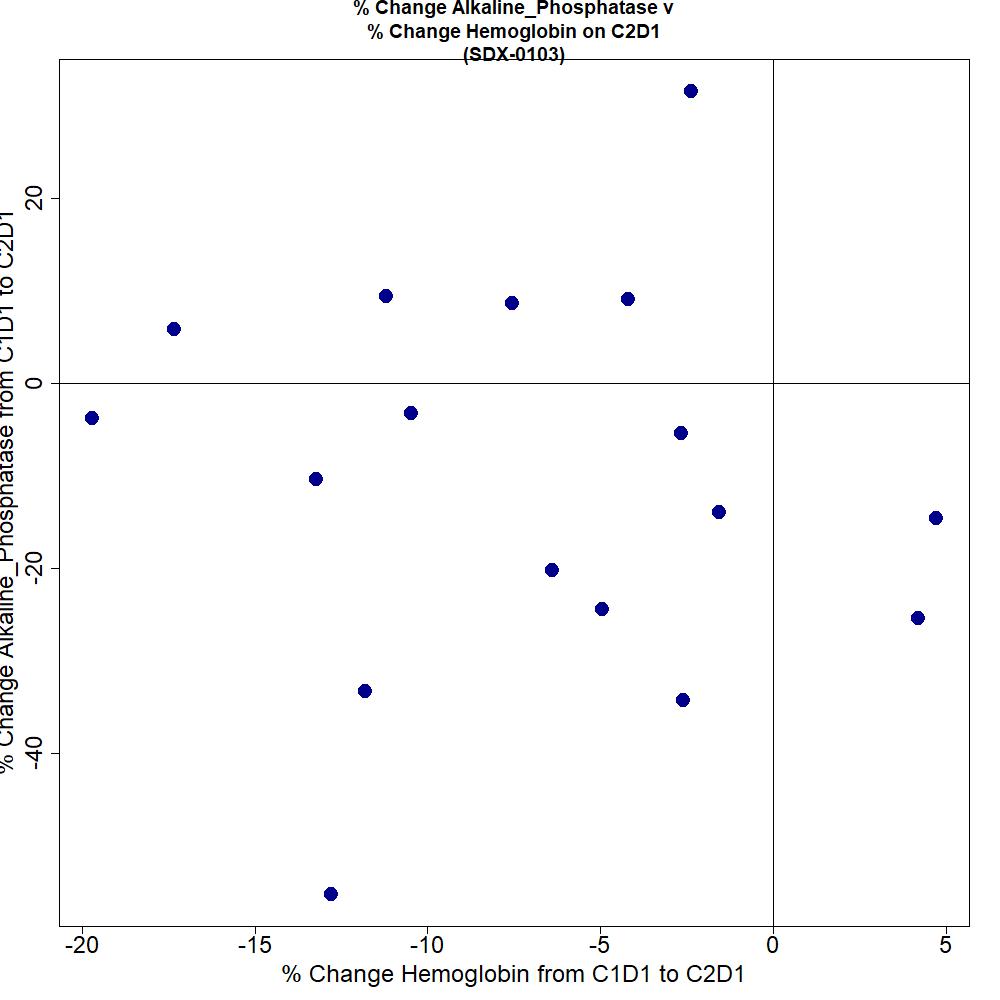 % Change Alkaline_Phosphatase v
% Change Hemoglobin on C2D1
(SDX-0103)
% Change Alkaline_Phosphatase from C1D1 to C2D1
20
0
-20
-40
-20
-15
-10
-5
0
5
% Change Hemoglobin from C1D1 to C2D1